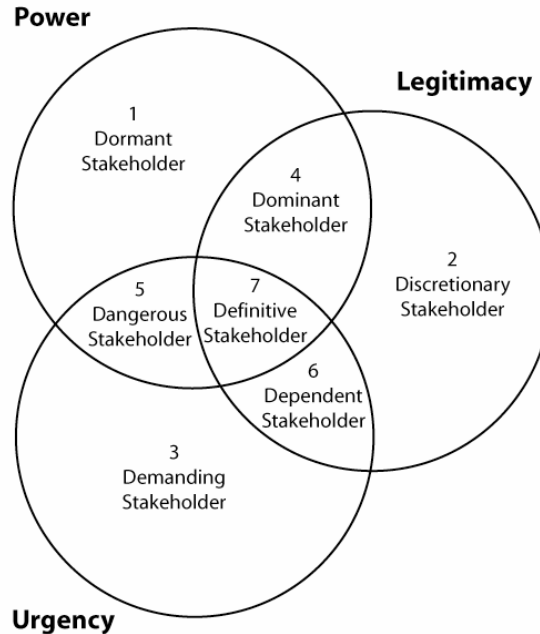 Power
Legitimacy
1
Dormant
Stakeholder
4
Dominant
Stakeholder
2
Discretionary
Stakeholder
5
Dangerous
Stakeholder
7
Definitive
Stakeholder
6
Dependent
Stakeholder
3
Demanding
Stakeholder
Urgency